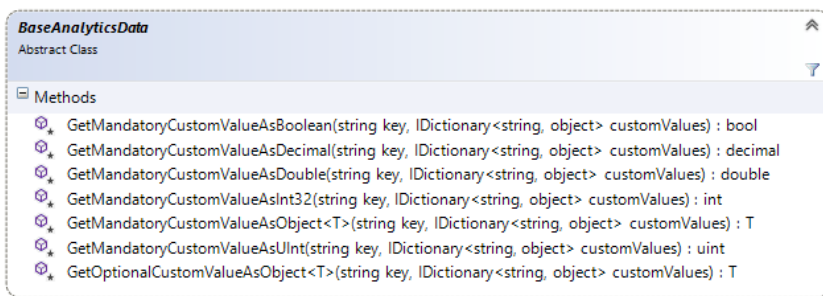 BaseAnalyticsData
Abstract Class
Methods
GetMandatoryCustomValueAsBoolean(string key, IDictionary<string, object> customValues) : bool
GetMandatoryCustomValueAsDecimal(string key, IDictionary<string, object> customValues) : decimal
GetMandatoryCustomValueAsDouble(string key, IDictionary<string, object> customValues) : double
GetMandatoryCustomValueAsInt32(string key, IDictionary<string, object> customValues) : int
GetMandatoryCustomValueAsObject<T>(string key, IDictionary<string, object> customValues) : T
GetMandatoryCustomValueAsUInt(string key, IDictionary<string, object> customValues) : uint
GetOptionalCustomValueAsObject<T>(string key, IDictionary<string, object> customValues) : T